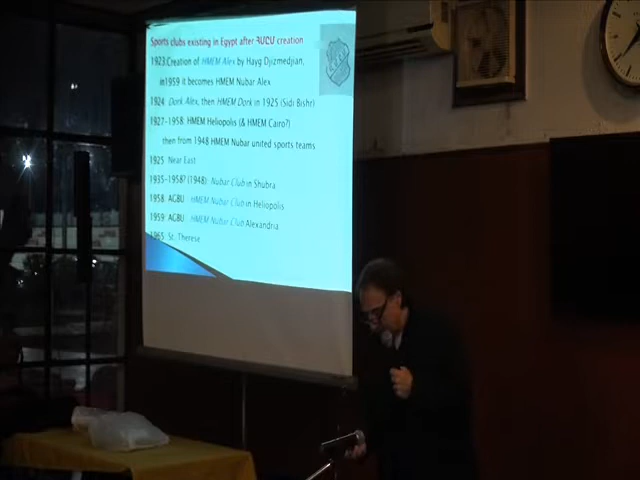 Sports clubs existing in Egypt after ՀՄԸՄ creation
1923: Creation of HMEM Alex by Hayg Djizmedjian,
in 1959 it becomes HMEM Nubar Alex
1924: Dork Alex, then HMEM Dork in 1925 (Sidi Bishr)
1927-1958: HMEM Heliopolis (& HMEM Cairo?)
then from 1948 HMEM Nubar united sports teams
1925 Near East
1935-1958? (1948) Nubar Club in Shubra
1958: AGBU HMEM Nubar Club in Heliopolis
1959: AGBU HMEM Nubar Club Alexandria
1965 St. Therese